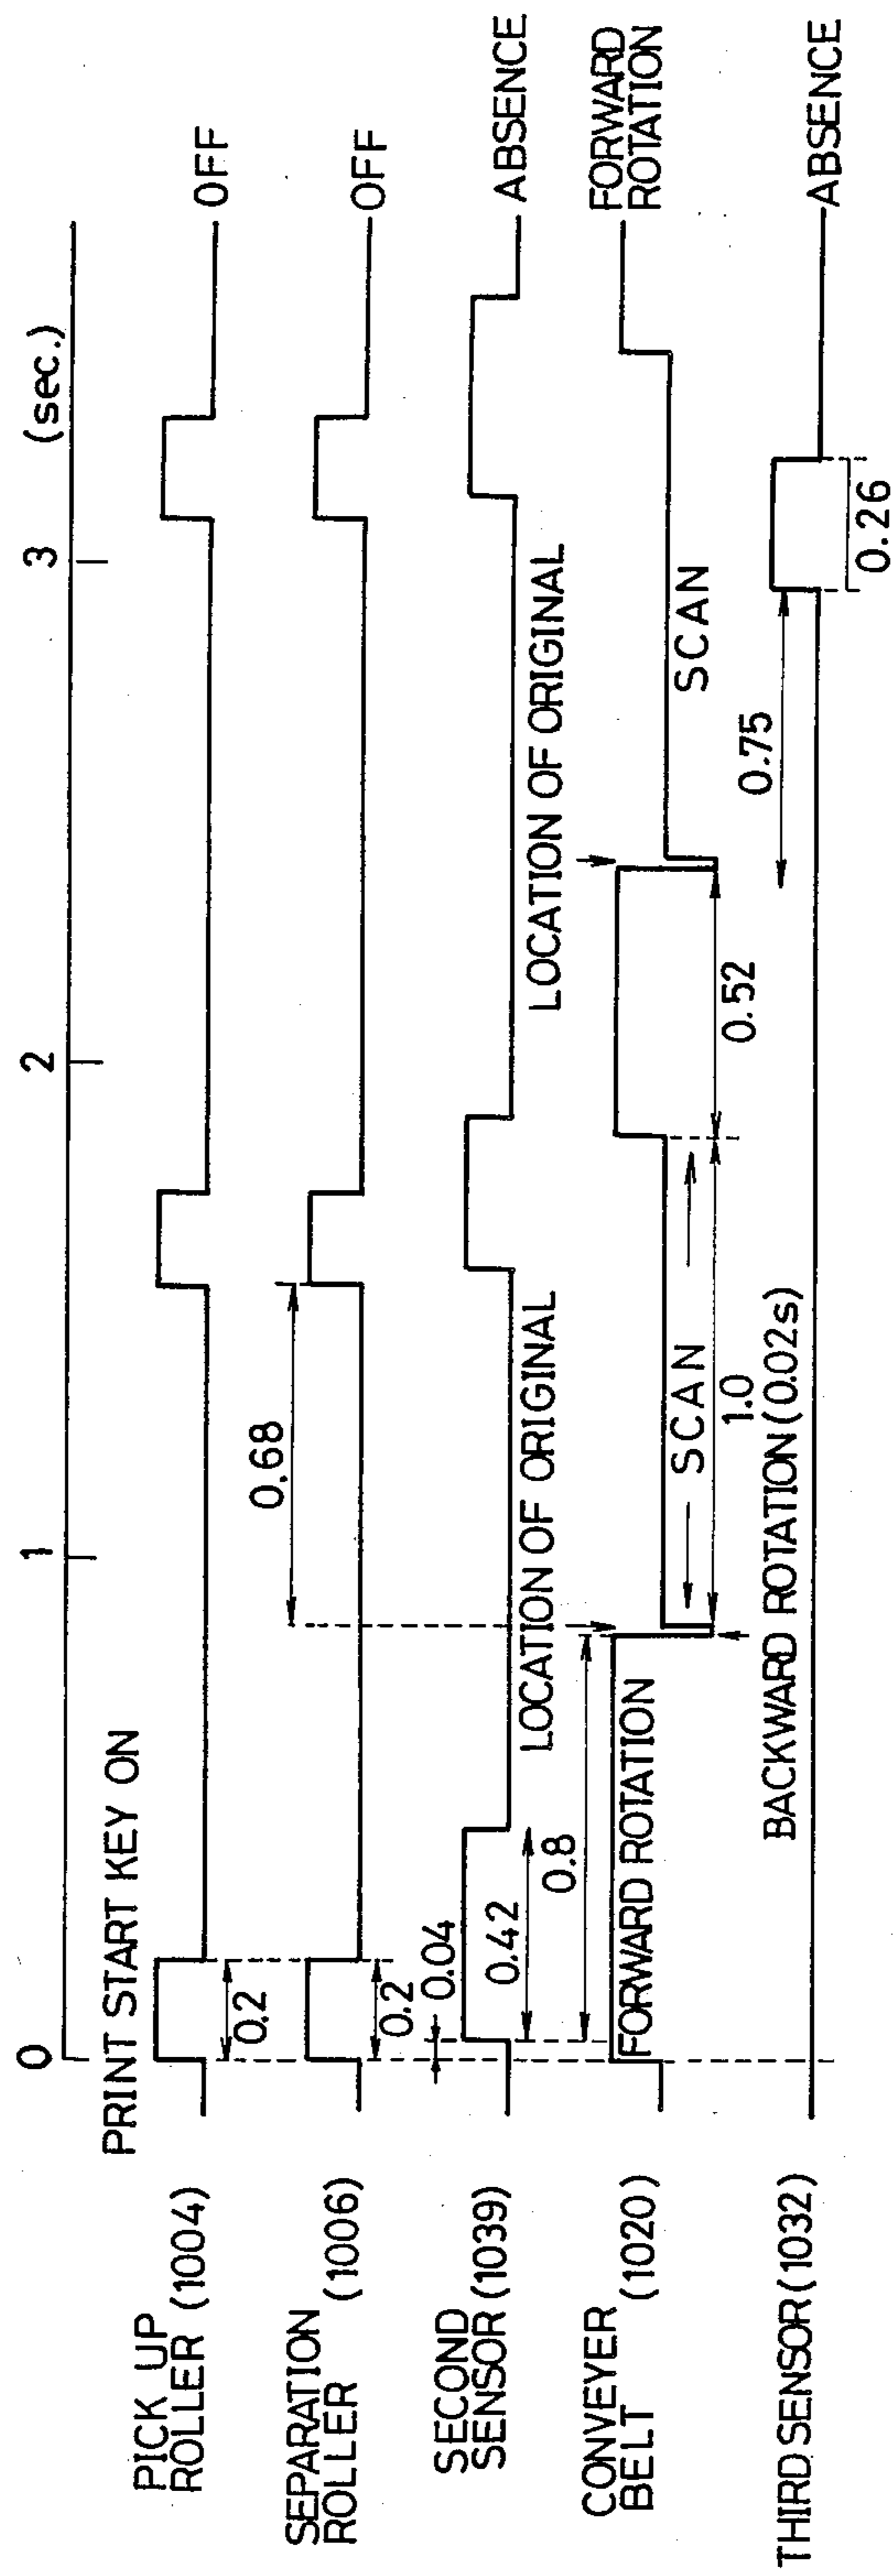 0
1
2
3
(sec.)
PRINT START KEY ON
PICK UP
ROLLER (1004)
0.2
OFF
SEPARATION
ROLLER (1006)
0.2
0.68
OFF
SECOND
SENSOR (1039)
0.04
0.42
ABSENCE
0.8
LOCATION OF ORIGINAL
LOCATION OF ORIGINAL
CONVEYER
BELT (1020)
FORWARD ROTATION
SCAN
1.0
0.52
SCAN
FORWARD
ROTATION
BACKWARD ROTATION (0.02s)
0.75
THIRD SENSOR (1032)
0.26
ABSENCE